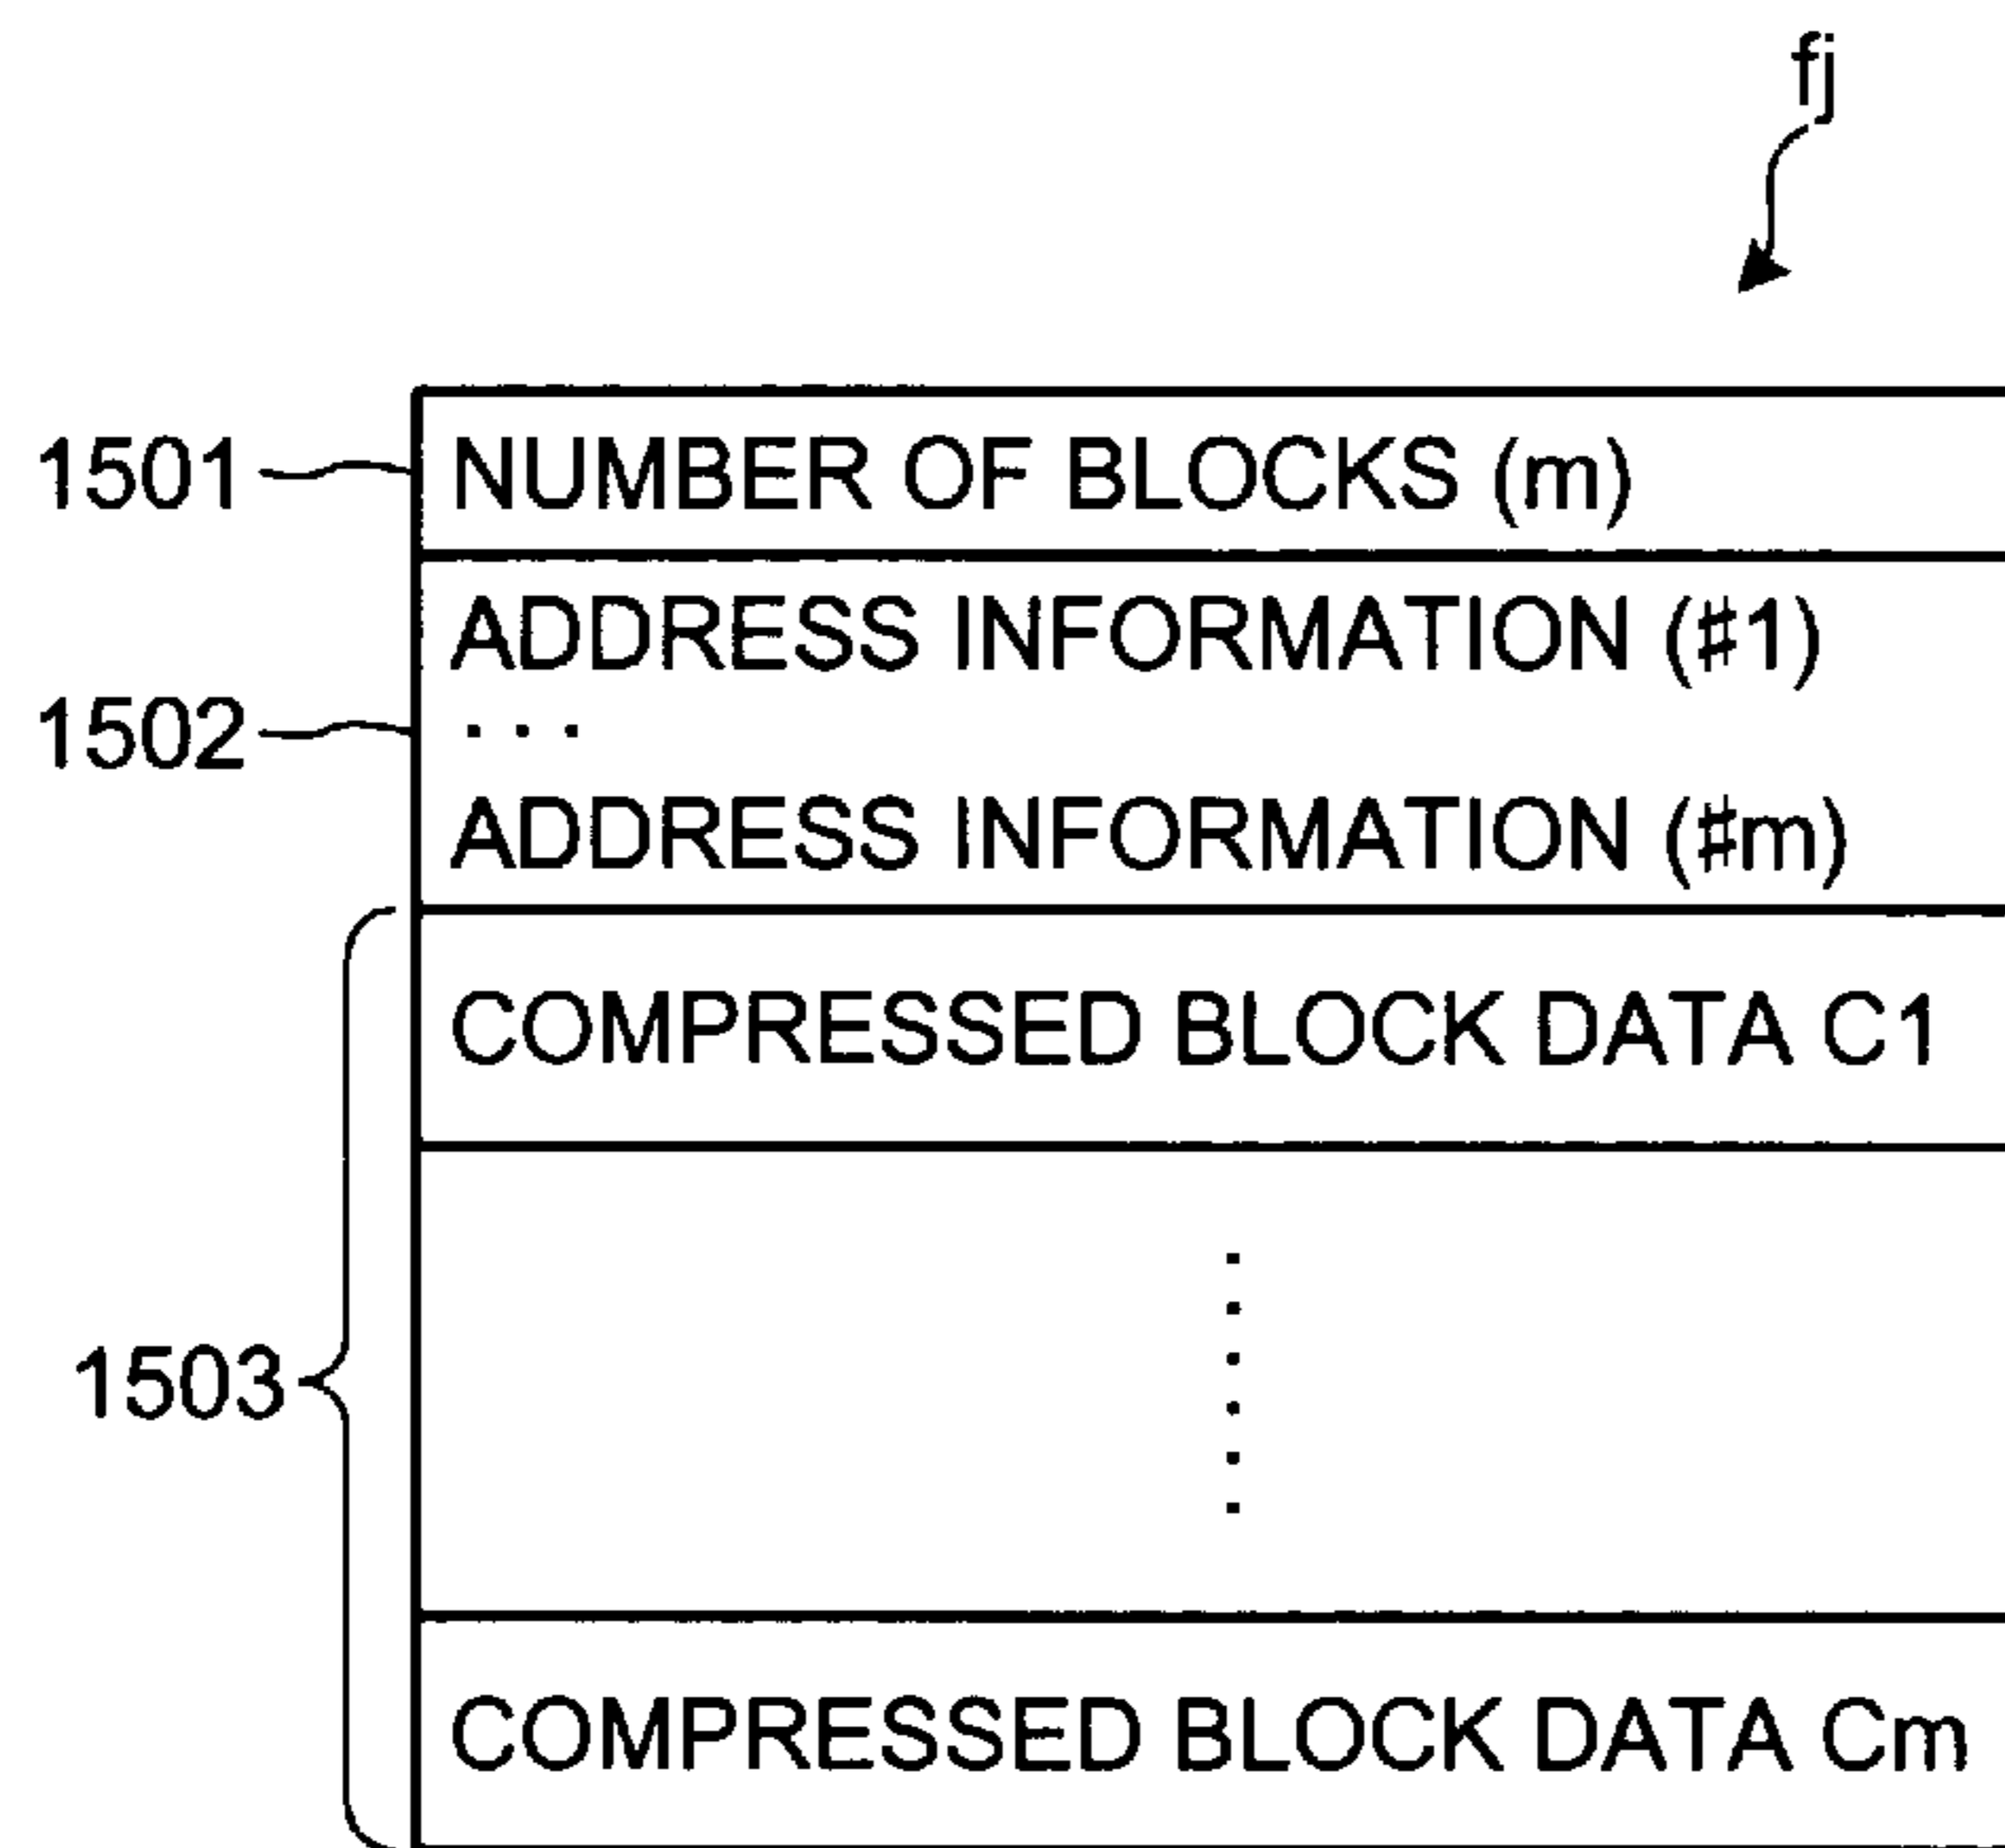 fj
1501 NUMBER OF BLOCKS (m)
ADDRESS INFORMATION (♯1)
1502 ・・・
ADDRESS INFORMATION (♯m)
COMPRESSED BLOCK DATA C1
1503
COMPRESSED BLOCK DATA Cm